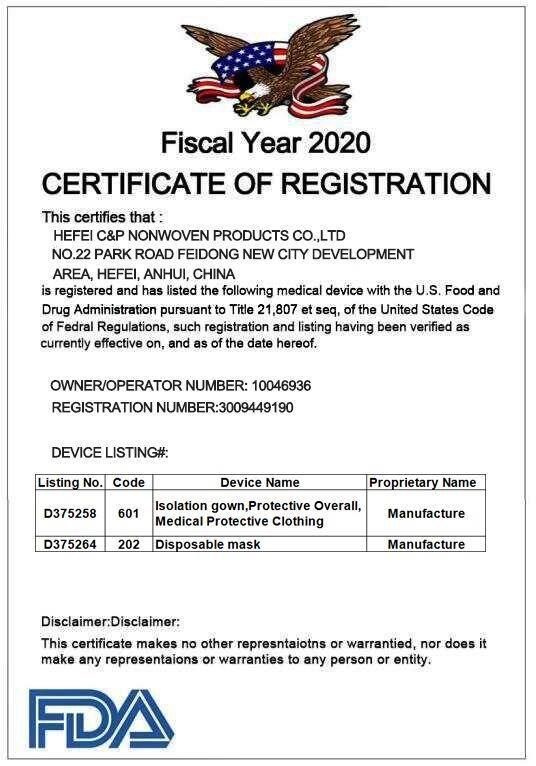 Fiscal Year 2020
CERTIFICATE OF REGISTRATION
This certifies that :
HEFEI C&P NONWOVEN PRODUCTS CO.,LTD
NO.22 PARK ROAD FEIDONG NEW CITY DEVELOPMENT
AREA, HEFEI, ANHUI, CHINA
is registered and has listed the following medical device with the U.S. Food and
Drug Administration pursuant to Title 21,807 et seq, of the United States Code
of Fedral Regulations, such registration and listing having been verified as
currently effective on, and as of the date hereof.
OWNER/OPERATOR NUMBER: 10046936
REGISTRATION NUMBER:3009449190
DEVICE LISTING#:
Listing No. Code Device Name Proprietary Name
D375258 601 Isolation gown,Protective Overall, Manufacture
Medical Protective Clothing
D375264 202 Disposable mask Manufacture
Disclaimer:Disclaimer:
This certificate makes no other represntaiotns or warrantied, nor does it
make any representaions or warranties to any person or entity.
FDA